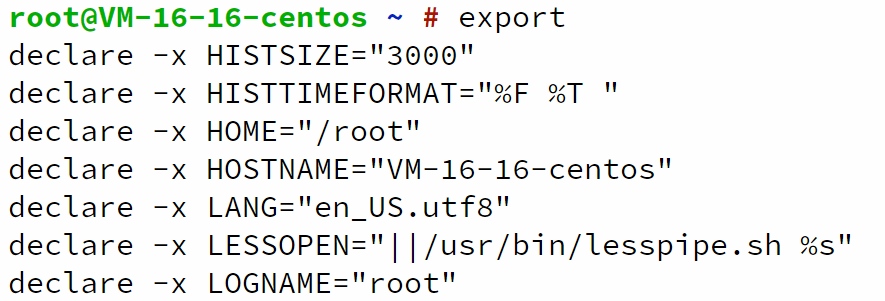 root@VM-16-16-centos ~ # export
declare -x HISTSIZE="3000"
declare -x HISTTIMEFORMAT="%F %T "
declare -x HOME="/root"
declare -x HOSTNAME="VM-16-16-centos"
declare -x LANG="en_US.utf8"
declare -x LESSOPEN="||/usr/bin/lesspipe.sh %s"
declare -x LOGNAME="root"